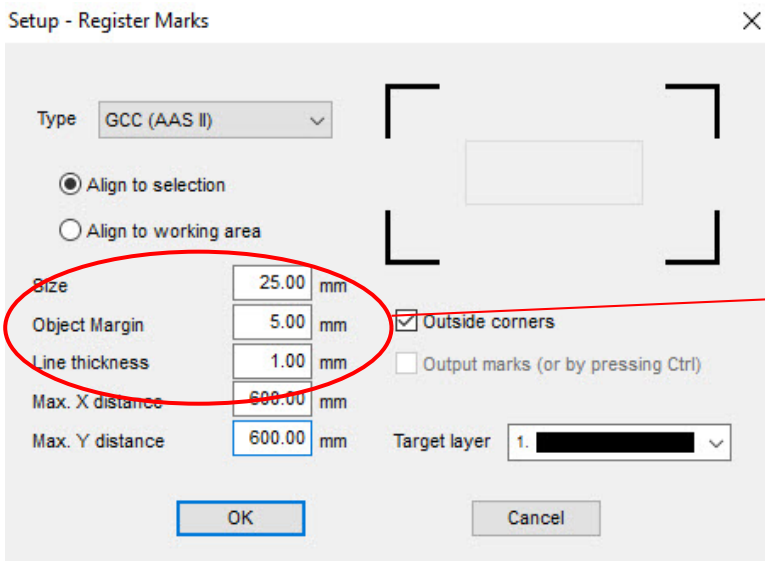 Setup - Register Marks
Type GCC (AAS II)
Align to selection
Align to working area
Size 25.00 mm
Object Margin 5.00 mm
Outside corners
Line thickness 1.00 mm
Output marks (or by pressing Ctrl)
Max. X distance 600.00 mm
Max. Y distance 600.00 mm
Target layer 1.
OK
Cancel